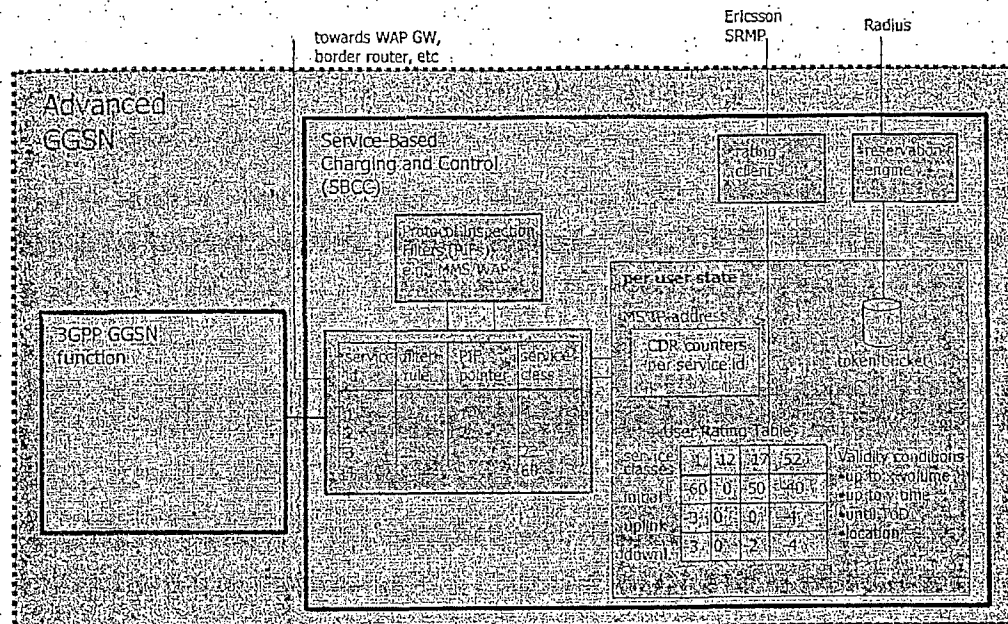 towards WAP GW,
border router, etc
Ericsson
SRMP
Radius
Advanced
GGSN
Service-Based
Charging and Control
(SBCC)
rating
client
reservation
engine
Protocol Inspection
Filters (PIFs),
e.g. MMS/WAP
per user state
MS IP address
CDR counters
per service id
token bucket
3GPP GGSN
function
service id
filter rule
PIF pointer
service class
60
User Rating Table
service classes 1 12 17 52
initial 60 0 50 40
uplink 3 0 0 1
downl. 3 0 2 4
Validity conditions
•up to x volume
•up to y time
•until TOD
•location